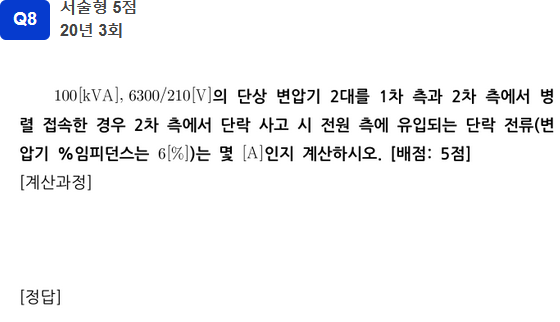 Q8
서술형 5점
20년 3회
100[kVA], 6300/210[V]의 단상 변압기 2대를 1차 측과 2차 측에서 병
렬 접속한 경우 2차 측에서 단락 사고 시 전원 측에 유입되는 단락 전류(변
압기 %임피던스는 6[%])는 몇 [A]인지 계산하시오. [배점: 5점]
[계산과정]
[정답]